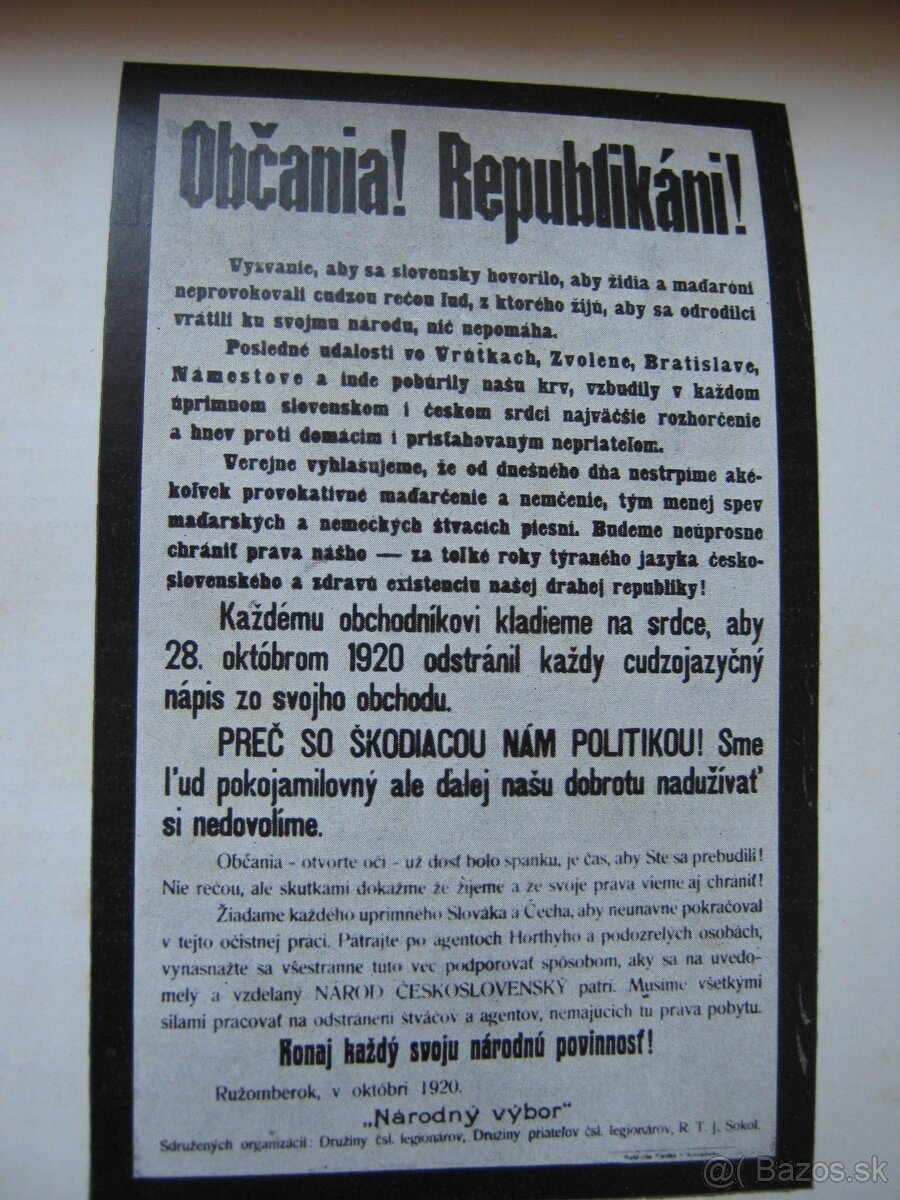 Občania! Republikáni!
Vyzvanie, aby sa slovensky hovorilo, aby židia a maďaróni
neprovokovali cudzou rečou ľud, z ktorého žijú, aby sa odrodilci
vrátili ku svojmu národu, nič nepomáha.
Posledné udalosti vo Vrútkach, Zvolene, Bratislave,
Námestove a inde pobúrily našu krv, vzbudily v každom
úprimnom slovenskom i českom srdci najväčšie rozhorčenie
a hnev proti domácim i prisťahovaným nepriateľom.
Verejne vyhlašujeme, že od dnešného dňa nestrpíme aké-
koľvek provokativné maďarčenie a nemčenie, tým menej spev
maďarských a nemeckých štvacích piesní. Budeme neúprosne
chrániť prava nášho — za toľké roky týraného jazyka česko-
slovenského a zdravú existenciu našej drahej republiky!
Každému obchodníkovi kladieme na srdce, aby
28. októbrom 1920 odstránil každy cudzojazyčný
nápis zo svojho obchodu.
PREČ SO ŠKODIACOU NÁM POLITIKOU! Sme
ľud pokojamilovný ale ďalej našu dobrotu nadužívať
si nedovolíme.
Občania - otvorte oči - už dosť bolo spanku, je čas, aby Ste sa prebudili!
Nie rečou, ale skutkami dokažme že žijeme a že svoje prava vieme aj chrániť!
Žiadame každého uprimného Slováka a Čecha, aby neunavne pokračoval
v tejto očistnej práci. Pátrajte po agentoch Horthyho a podozrelých osobách,
vynasnažte sa všestranne tuto vec podporovať spôsobom, aky sa na uvedo-
melý a vzdelaný NÁROD ČESKOSLOVENSKÝ patrí. Musíme všetkými
silami pracovať na odstránení štváčov a agentov, nemajúcich tu prava pobytu.
Konaj každý svoju národnú povinnosť!
Ružomberok, v októbri 1920.
„Národný výbor"
Sdružených organizácií: Družiny čsl. legionárov, Družiny priateľov čsl. legionárov, R. T. J. Sokol.
@( Bazos.sk